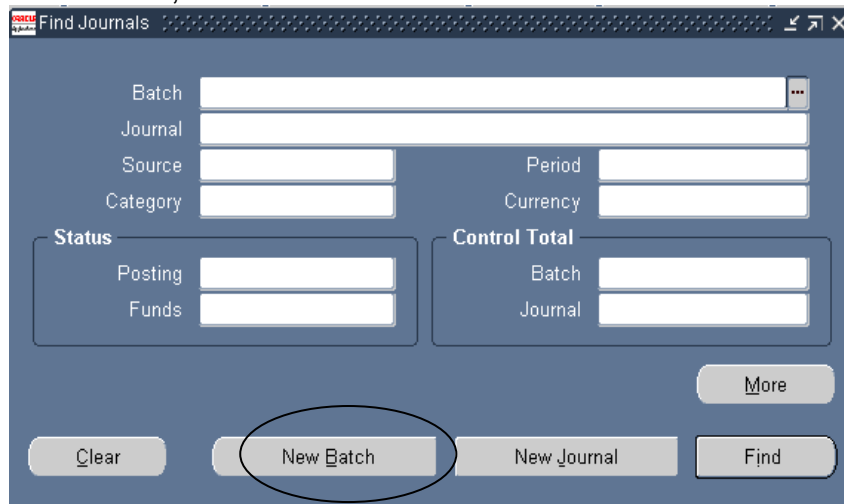 ORACLE
Find Journals
Batch
...
Journal
Source Period
Category Currency
Status Control Total
Posting Batch
Funds Journal
More
Clear New Batch New Journal Find